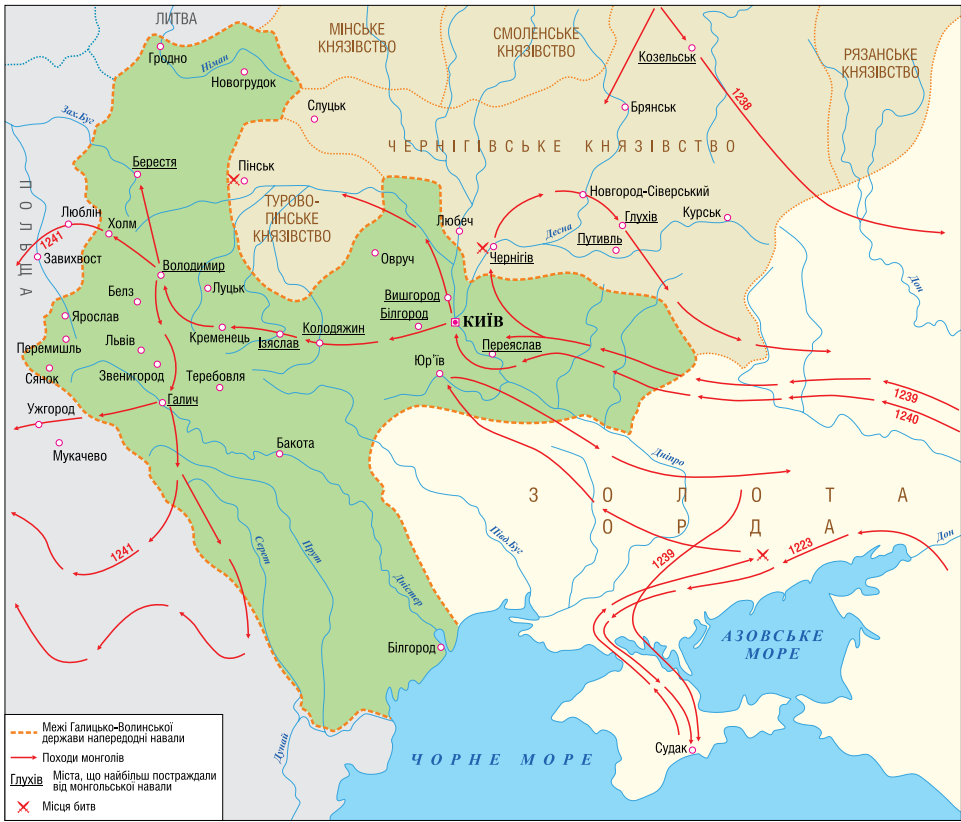 ЛИТВА
МІНСЬКЕ
КНЯЗІВСТВО
СМОЛЕНСЬКЕ
КНЯЗІВСТВО
РЯЗАНСЬКЕ
КНЯЗІВСТВО
Гродно
Німан
Новогрудок
Козельськ
1238
Слуцьк
Брянськ
Зах.Буг
ЧЕРНІГІВСЬКЕ КНЯЗІВСТВО
Берестя
Пінськ
ПОЛЬЩА
ТУРОВО-
ПІНСЬКЕ
КНЯЗІВСТВО
Новгород-Сіверський
Люблін
Холм
Любеч
Глухів
Курськ
1241
Десна
Завихвост
Овруч
Чернігів
Путивль
Володимир
Дон
Белз
Луцьк
Вишгород
Білгород
КИЇВ
Ярослав
Кременець
Ізяслав
Колодяжин
Переяслав
Перемишль
Львів
Звенигород
Юр'їв
Сянок
Теребовля
1239
1240
Ужгород
Галич
Мукачево
Бакота
Дніпро
ЗОЛОТА
ОРДА
Півд.Буг
1241
Серет
Прут
Дністер
1239
1223
Дон
АЗОВСЬКЕ
МОРЕ
Білгород
Дунай
ЧОРНЕ МОРЕ
Судак
Межі Галицько-Волинської
держави напередодні навали
Походи монголів
Глухів
Міста, що найбільш постраждали
від монгольської навали
Місця битв